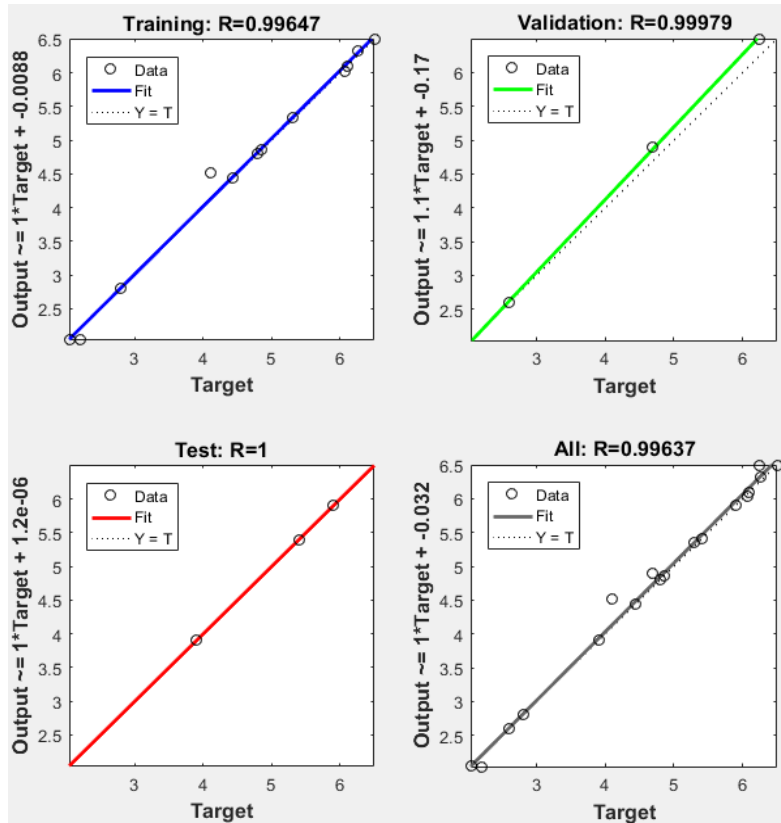 Training: R=0.99647
Output ~= 1*Target + -0.0088
6.5
6
5.5
5
4.5
4
3.5
3
2.5
Data
Fit
Y = T
3
4
5
6
Target
Validation: R=0.99979
Output ~= 1.1*Target + -0.17
6.5
6
5.5
5
4.5
4
3.5
3
2.5
Data
Fit
Y = T
3
4
5
6
Target
Test: R=1
Output ~= 1*Target + 1.2e-06
6
5.5
5
4.5
4
3.5
3
2.5
Data
Fit
Y = T
3
4
5
6
Target
All: R=0.99637
Output ~= 1*Target + -0.032
6.5
6
5.5
5
4.5
4
3.5
3
2.5
Data
Fit
Y = T
3
4
5
6
Target